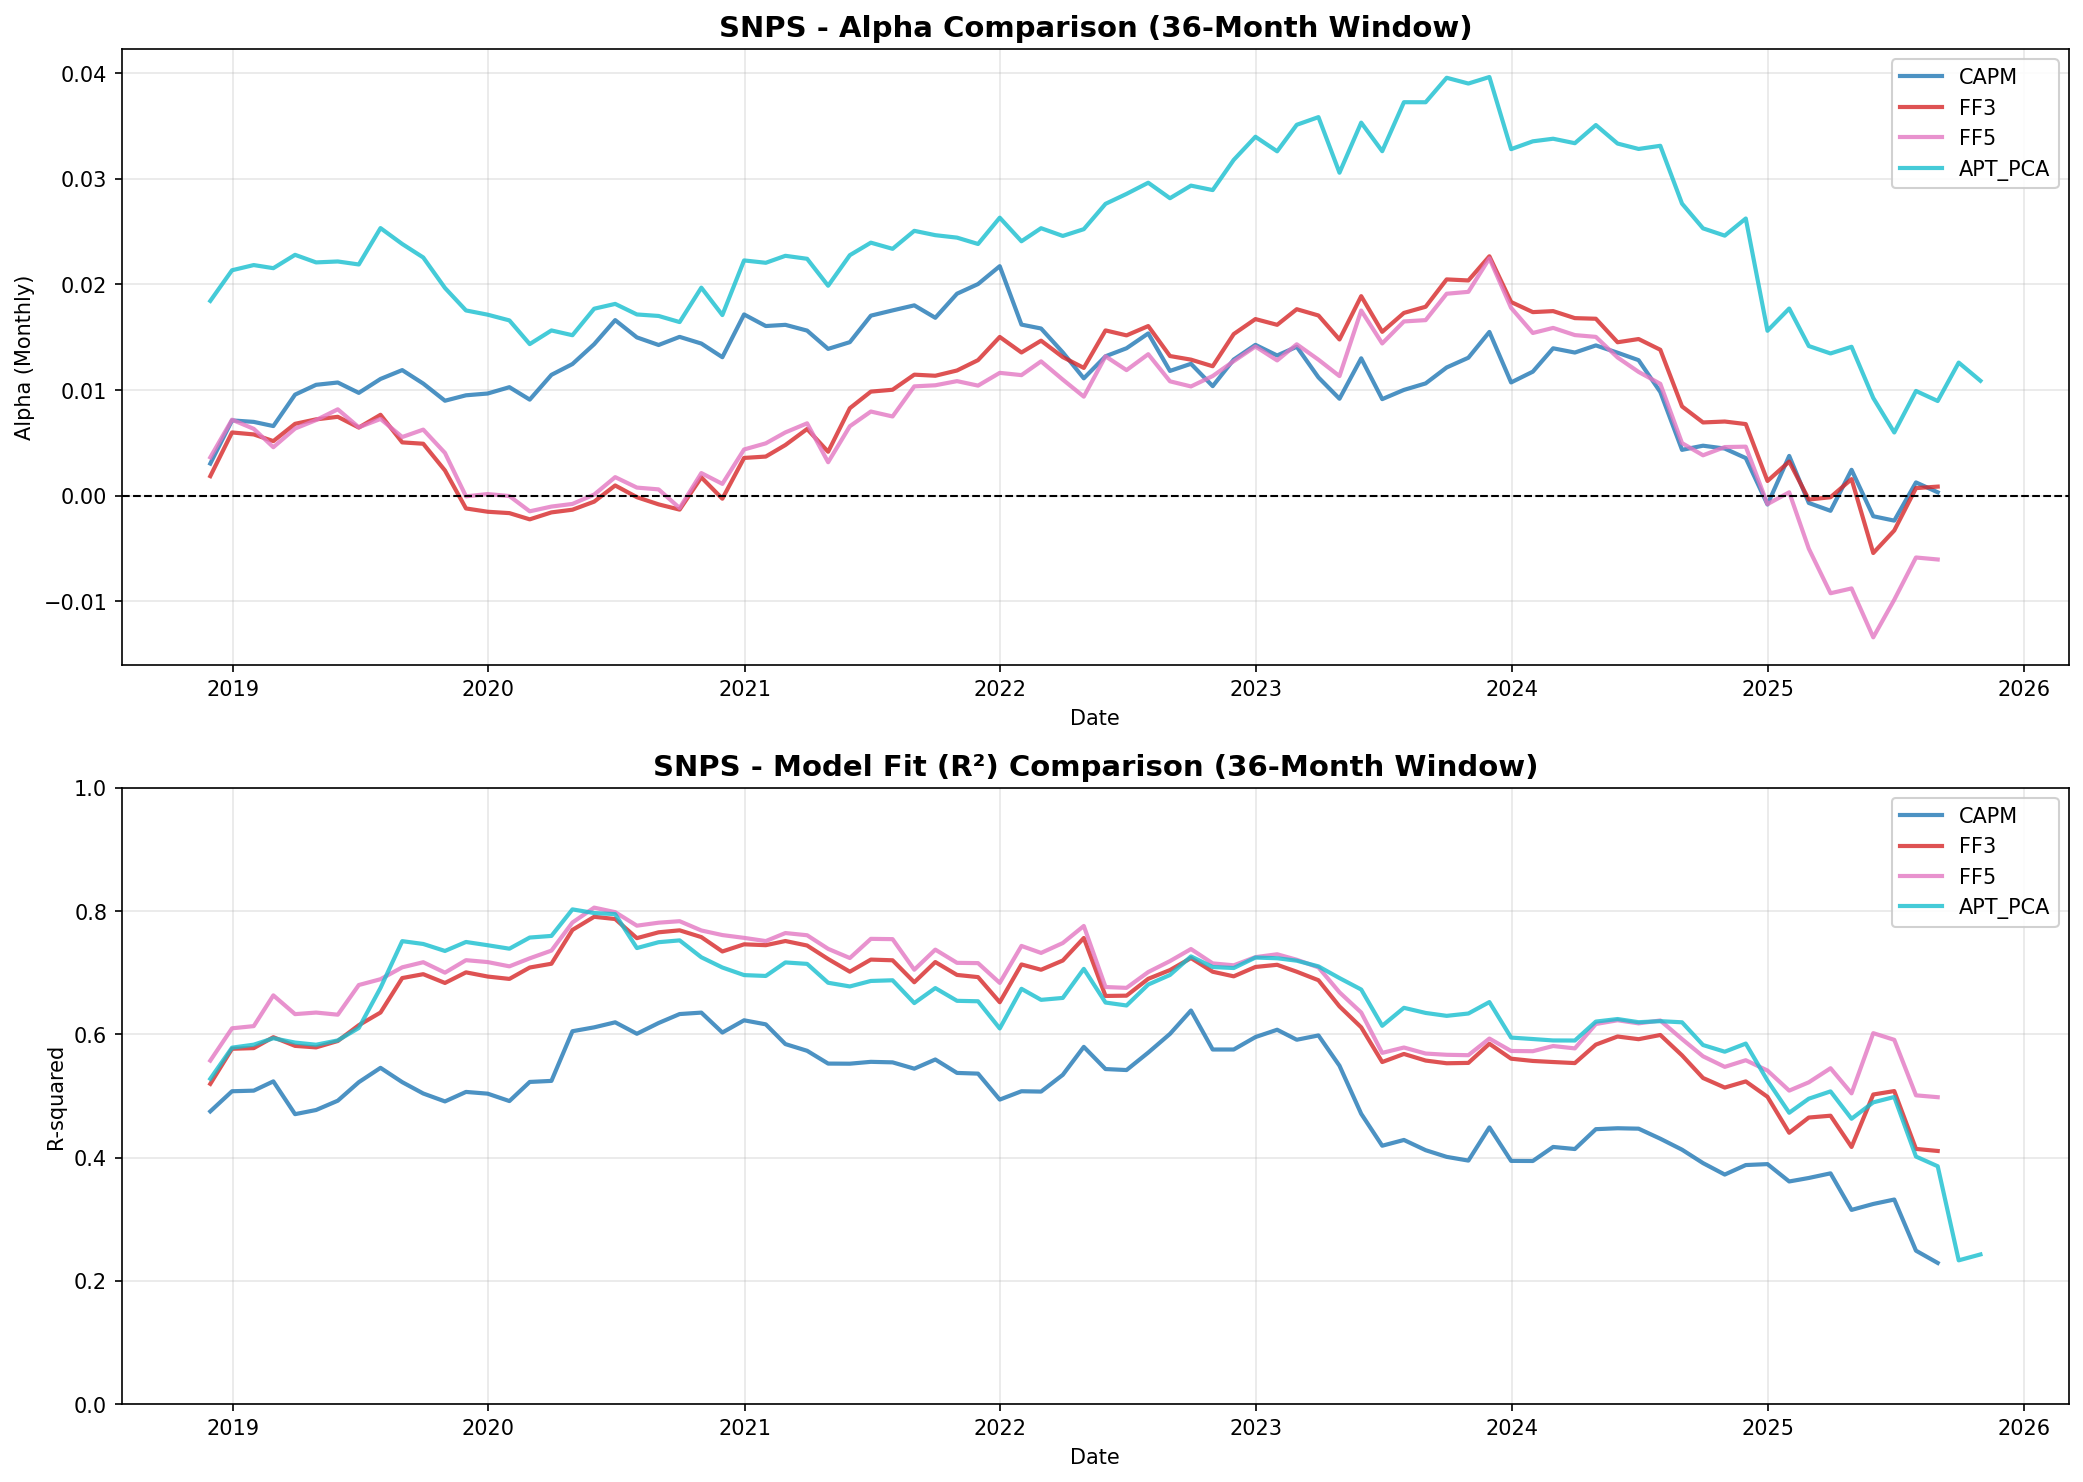 SNPS - Alpha Comparison (36-Month Window)
Alpha (Monthly)
0.04
0.03
0.02
0.01
0.00
−0.01
CAPM
FF3
FF5
APT_PCA
2019 2020 2021 2022 2023 2024 2025 2026
Date
SNPS - Model Fit (R²) Comparison (36-Month Window)
R-squared
1.0
0.8
0.6
0.4
0.2
0.0
CAPM
FF3
FF5
APT_PCA
2019 2020 2021 2022 2023 2024 2025 2026
Date